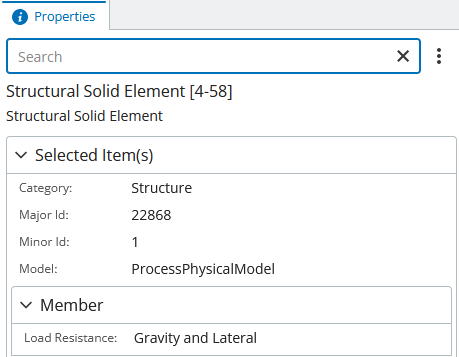 Properties
Search
Structural Solid Element [4-58]
Structural Solid Element
Selected Item(s)
Category: Structure
Major Id: 22868
Minor Id: 1
Model: ProcessPhysicalModel
Member
Load Resistance: Gravity and Lateral